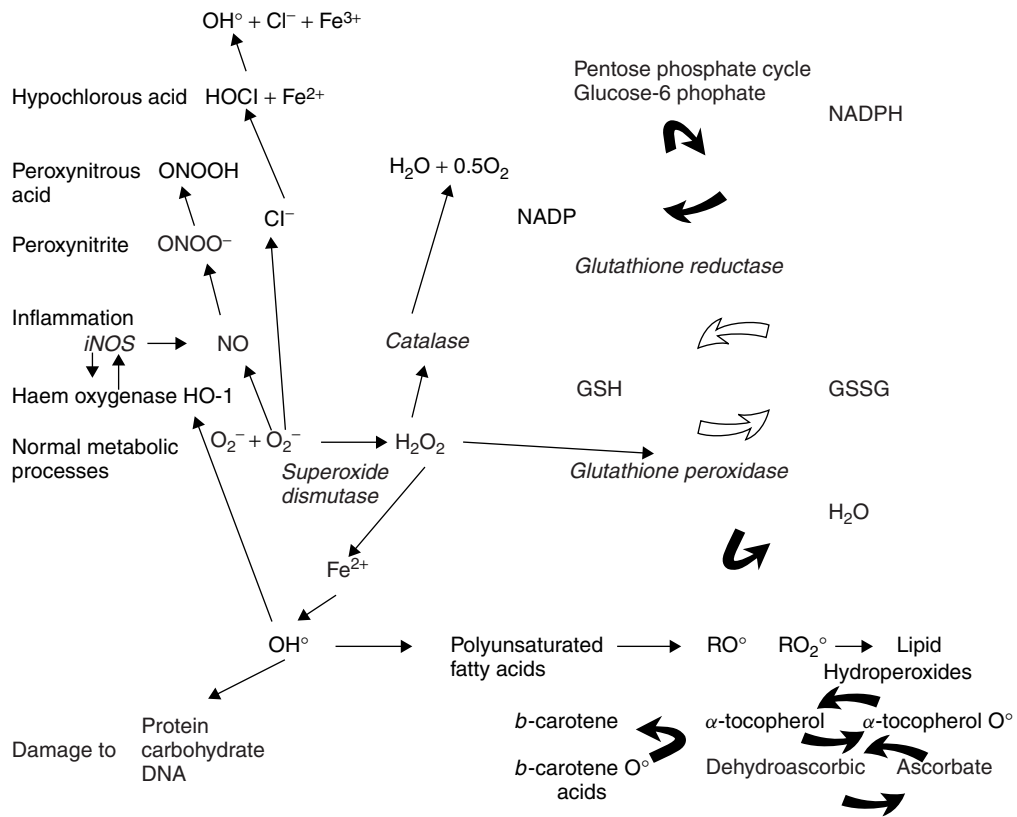 OH° + Cl⁻ + Fe³⁺
Pentose phosphate cycle
Glucose-6 phophate
Hypochlorous acid HOCl + Fe²⁺
NADPH
Peroxynitrous acid
ONOOH
H₂O + 0.5O₂
Cl⁻
NADP
Peroxynitrite ONOO⁻
Glutathione reductase
Inflammation
iNOS
NO
Catalase
Haem oxygenase HO-1
GSH
GSSG
Normal metabolic
processes
O₂⁻ + O₂⁻
H₂O₂
Superoxide
dismutase
Glutathione peroxidase
H₂O
Fe²⁺
OH°
Polyunsaturated
fatty acids
RO°
RO₂°
Lipid
Hydroperoxides
b-carotene
α-tocopherol
α-tocopherol O°
Damage to
Protein
carbohydrate
DNA
b-carotene O°
acids
Dehydroascorbic
Ascorbate